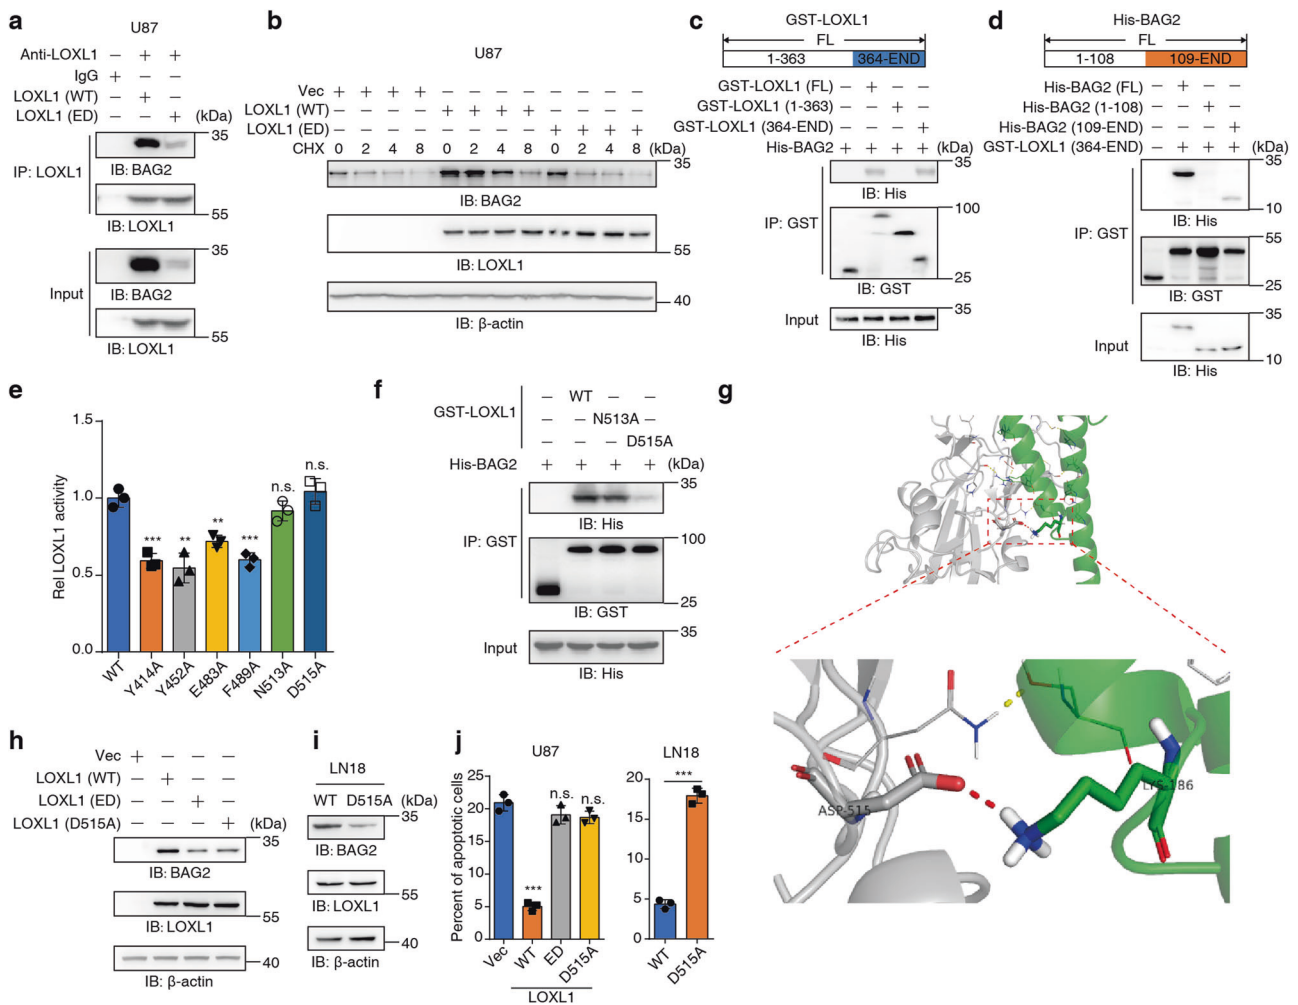 a
U87
Anti-LOXL1 – + +
IgG + – –
LOXL1 (WT) – + –
LOXL1 (ED) – – + (kDa)
IP: LOXL1
35
IB: BAG2
55
IB: LOXL1
Input
35
IB: BAG2
55
IB: LOXL1
b
U87
Vec + + + + – – – – – – – –
LOXL1 (WT) – – – – + + + + – – – –
LOXL1 (ED) – – – – – – – – + + + +
CHX 0 2 4 8 0 2 4 8 0 2 4 8 (kDa)
35
IB: BAG2
55
IB: LOXL1
40
IB: β-actin
c
GST-LOXL1
FL
1-363 364-END
GST-LOXL1 (FL) – + – –
GST-LOXL1 (1-363) – – + –
GST-LOXL1 (364-END) – – – +
His-BAG2 + + + + (kDa)
IP: GST
35
IB: His
100
25
IB: GST
Input
35
IB: His
d
His-BAG2
FL
1-108 109-END
His-BAG2 (FL) – + – –
His-BAG2 (1-108) – – + –
His-BAG2 (109-END) – – – +
GST-LOXL1 (364-END) – + + + (kDa)
IP: GST
35
10
IB: His
55
25
IB: GST
Input
35
10
IB: His
e
Rel LOXL1 activity
1.5
1.0
0.5
0.0
*** ** ** *** n.s. n.s.
WT Y414A Y452A E483A F489A N513A D515A
f
GST-LOXL1
– WT – –
– – N513A –
– – – D515A
His-BAG2 + + + + (kDa)
IP: GST
35
IB: His
100
25
IB: GST
Input
35
IB: His
g
ASP-515
LYS-186
h
Vec + – – –
LOXL1 (WT) – + – –
LOXL1 (ED) – – + –
LOXL1 (D515A) – – – + (kDa)
35
IB: BAG2
55
IB: LOXL1
40
IB: β-actin
i
LN18
WT D515A (kDa)
35
IB: BAG2
55
IB: LOXL1
40
IB: β-actin
j
U87
Percent of apoptotic cells
25
20
15
10
5
0
*** n.s. n.s.
Vec WT ED D515A
LOXL1
LN18
20
15
10
5
0
***
WT D515A